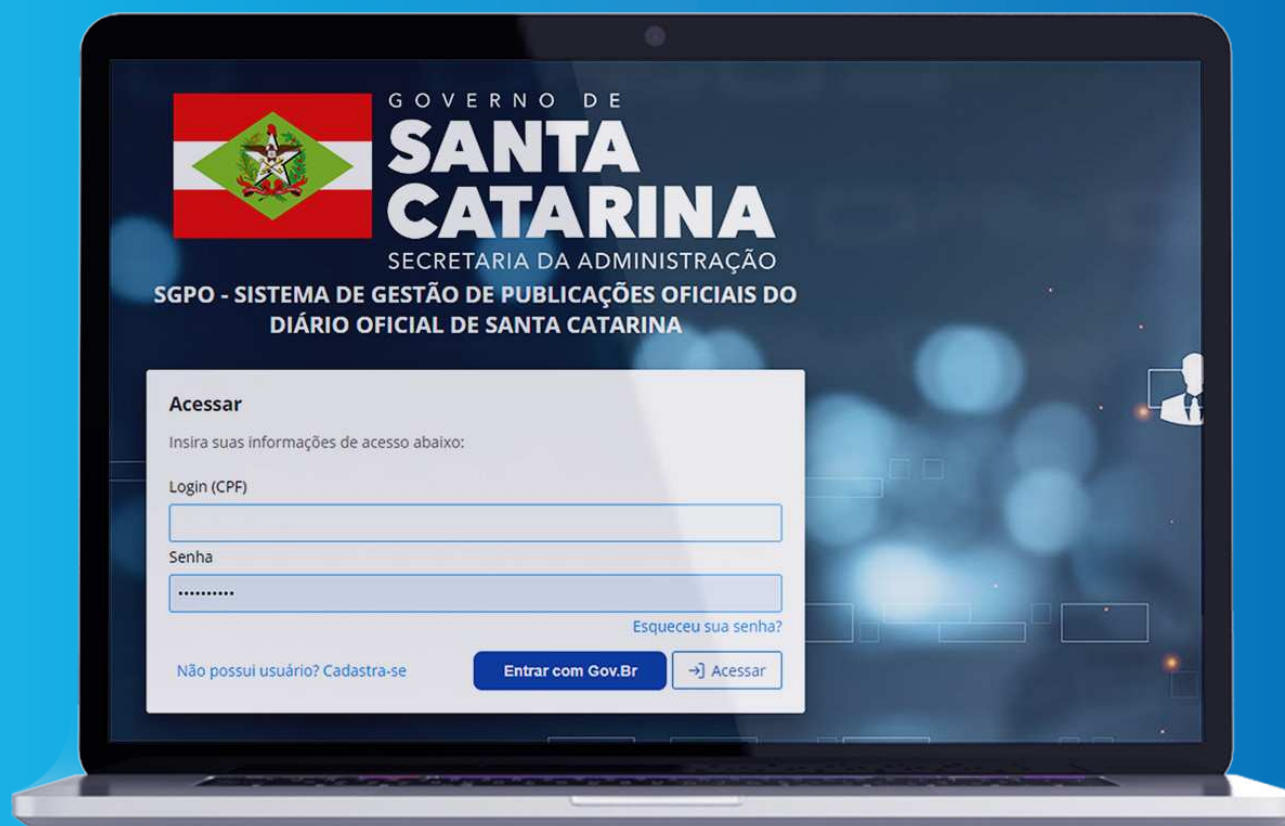 GOVERNO DE
SANTA
CATARINA
SECRETARIA DA ADMINISTRAÇÃO
SGPO - SISTEMA DE GESTÃO DE PUBLICAÇÕES OFICIAIS DO
DIÁRIO OFICIAL DE SANTA CATARINA
Acessar
Insira suas informações de acesso abaixo:
Login (CPF)
Senha
••••••••••
Esqueceu sua senha?
Não possui usuário? Cadastra-se
Entrar com Gov.Br
Acessar